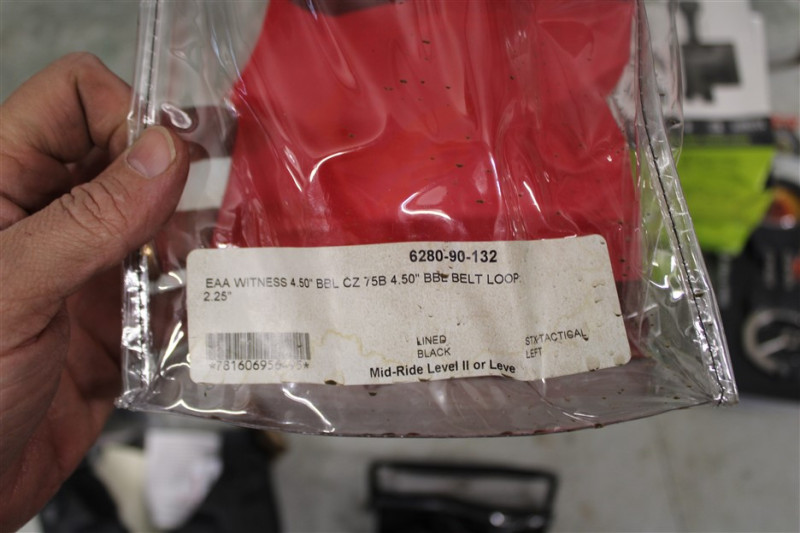 6280-90-132
EAA WITNESS 4.50" BBL CZ 75B 4.50" BBL BELT LOOP
2.25"
LINED STX TACTICAL
BLACK LEFT
Mid-Ride Level II or Leve